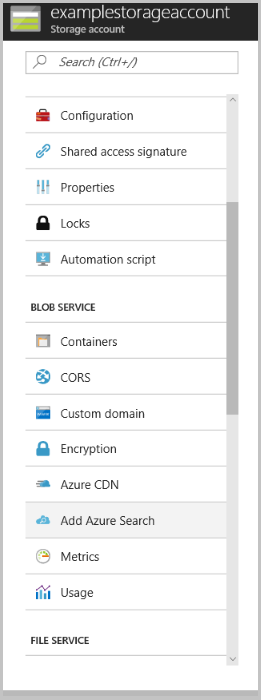 examplestorageaccount
Storage account
Search (Ctrl+/)
Configuration
Shared access signature
Properties
Locks
Automation script
BLOB SERVICE
Containers
CORS
Custom domain
Encryption
Azure CDN
Add Azure Search
Metrics
Usage
FILE SERVICE